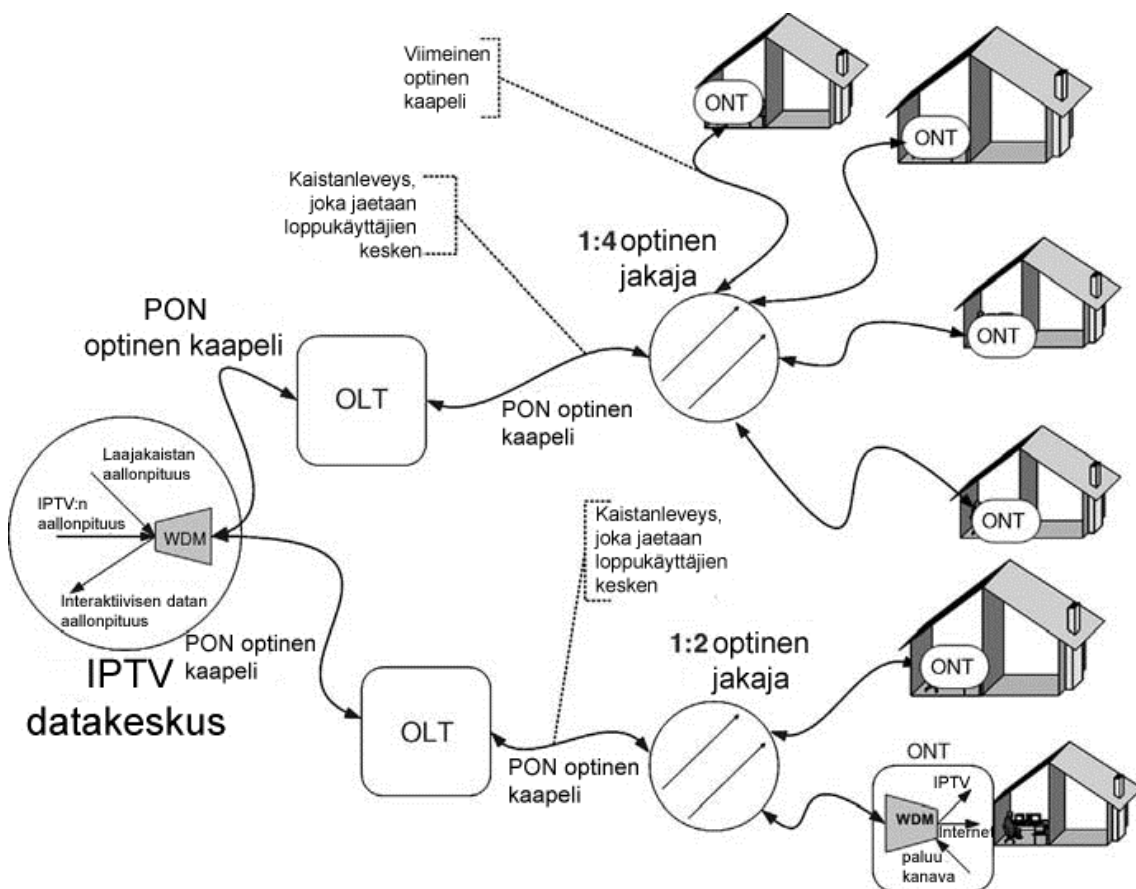 Viimeinen
optinen
kaapeli
ONT
ONT
Kaistanleveys,
joka jaetaan
loppukäyttäjien
kesken
1:4 optinen
jakaja
PON
optinen kaapeli
ONT
OLT
PON optinen
kaapeli
Laajakaistan
aallonpituus
IPTV:n
aallonpituus
WDM
Interaktiivisen datan
aallonpituus
ONT
Kaistanleveys,
joka jaetaan
loppukäyttäjien
kesken
PON optinen
kaapeli
IPTV
datakeskus
1:2 optinen
jakaja
ONT
OLT
PON optinen
kaapeli
ONT
IPTV
WDM
Internet
paluu
kanava